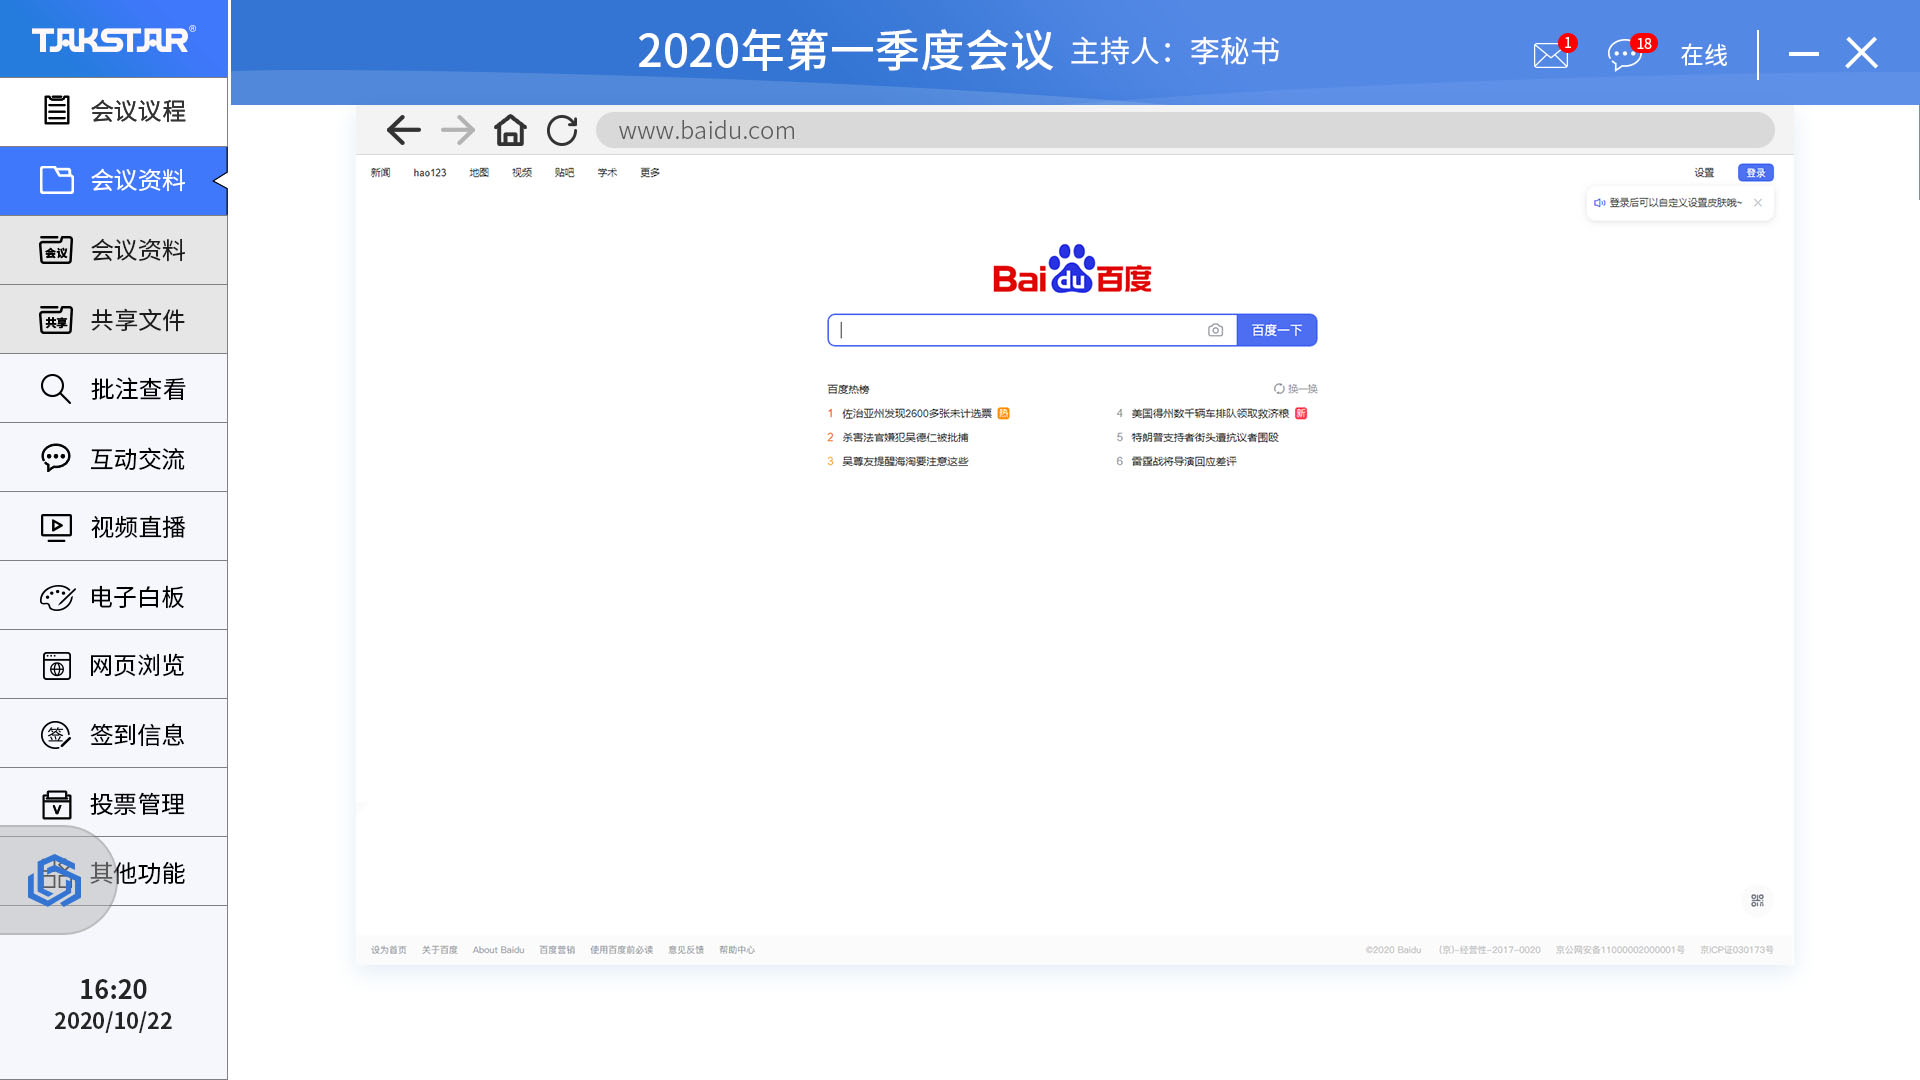 TAKSTAR®
2020年第一季度会议 主持人：李秘书
1
18
在线
会议议程
会议资料
会议 会议资料
共享 共享文件
批注查看
互动交流
视频直播
电子白板
网页浏览
签 签到信息
V 投票管理
其他功能
16:20
2020/10/22
www.baidu.com
新闻 hao123 地图 视频 贴吧 学术 更多
设置 登录
登录后可以自定义设置皮肤哦~
Bai du 百度
百度一下
百度热榜 换一换
1 佐治亚州发现2600多张未计选票 热
2 杀害法官嫌犯吴德仁被批捕
3 吴尊友提醒海淘要注意这些
4 美国得州数千辆车排队领取救济粮 新
5 特朗普支持者街头遭抗议者围殴
6 雷霆战将导演回应差评
设为首页 关于百度 About Baidu 百度营销 使用百度前必读 意见反馈 帮助中心
©2020 Baidu (京)-经营性-2017-0020 京公网安备11000002000001号 京ICP证030173号